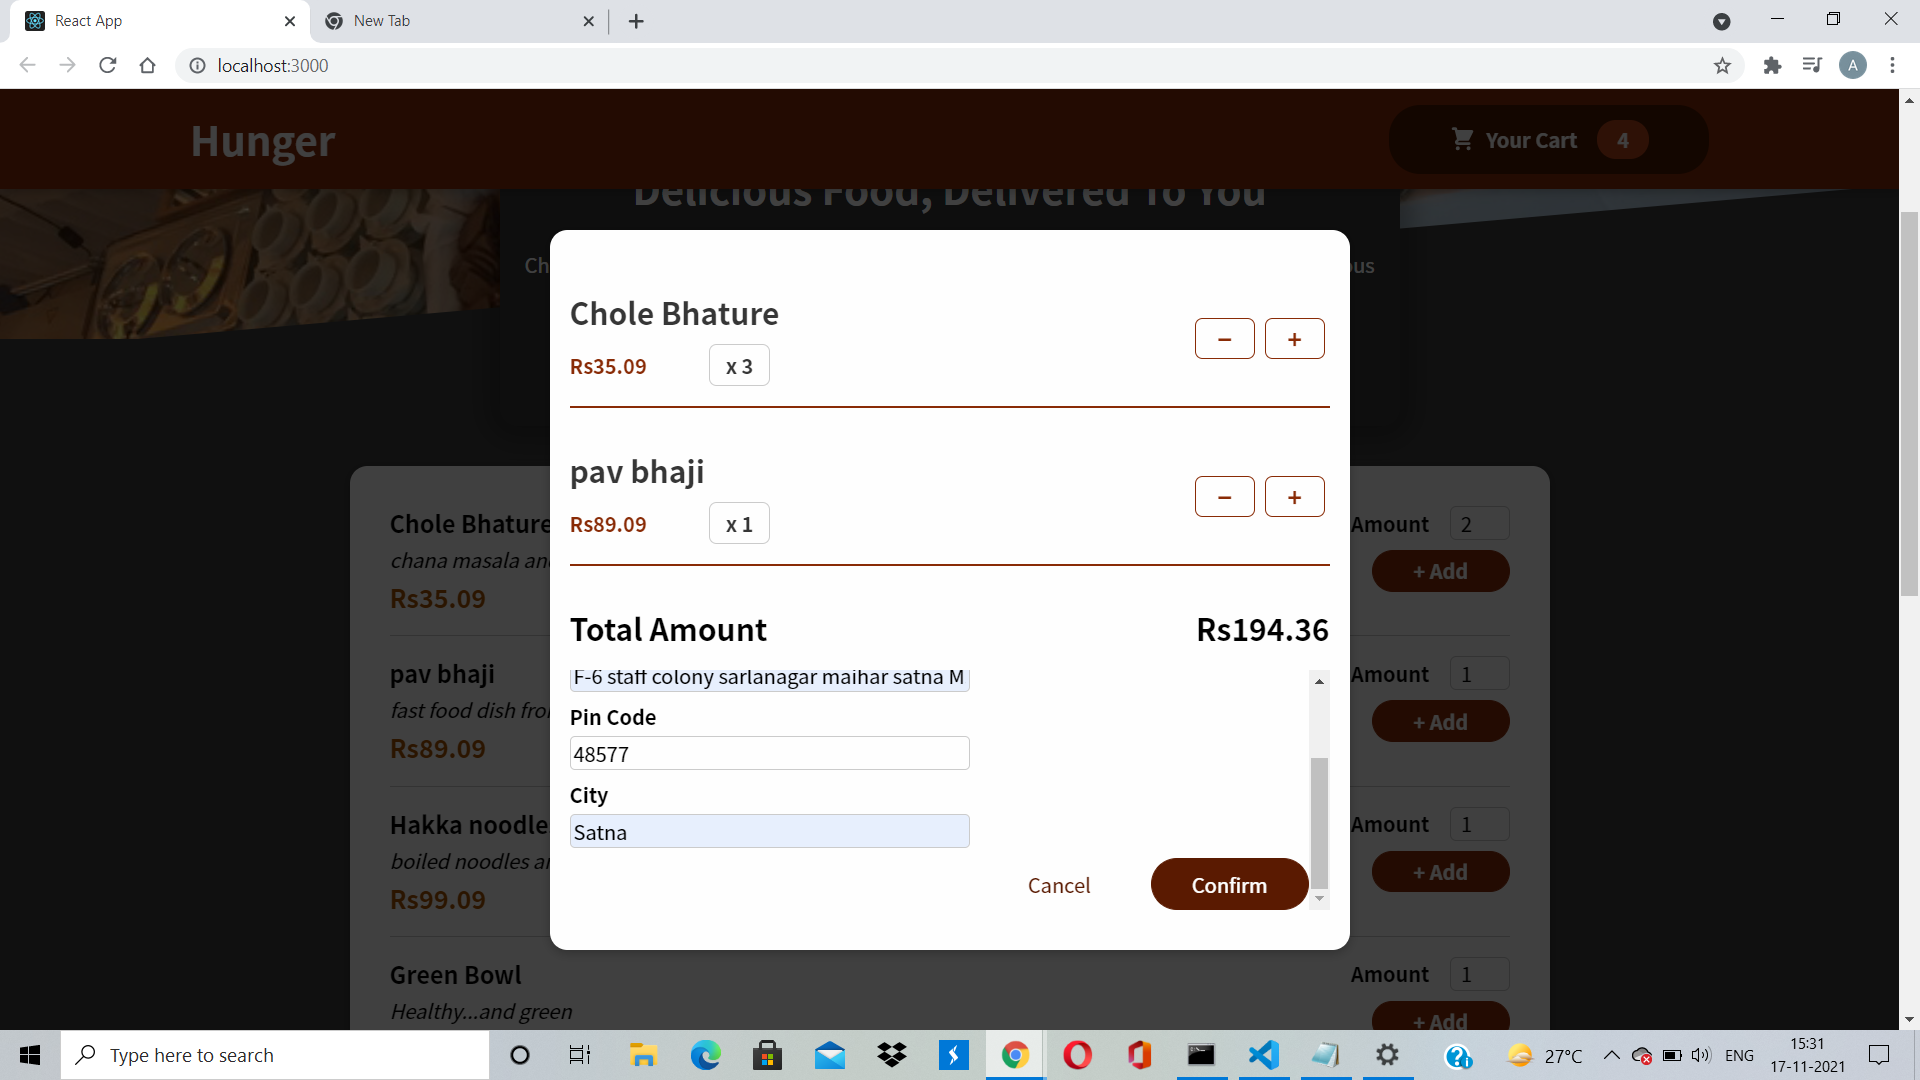 React App
New Tab
localhost:3000
A
Hunger
Your Cart 4
Delicious Food, Delivered To You
Ch
ous
Chole Bhature
Rs35.09 x 3
− +
pav bhaji
Rs89.09 x 1
− +
Total Amount Rs194.36
F-6 staff colony sarlanagar maihar satna M
Pin Code
48577
City
Satna
Cancel Confirm
Chole Bhature
chana masala an
Rs35.09
Amount 2
+ Add
pav bhaji
fast food dish fro
Rs89.09
Amount 1
+ Add
Hakka noodle
boiled noodles a
Rs99.09
Amount 1
+ Add
Green Bowl
Healthy...and green
Amount 1
+ Add
Type here to search
27°C
ENG
15:31
17-11-2021